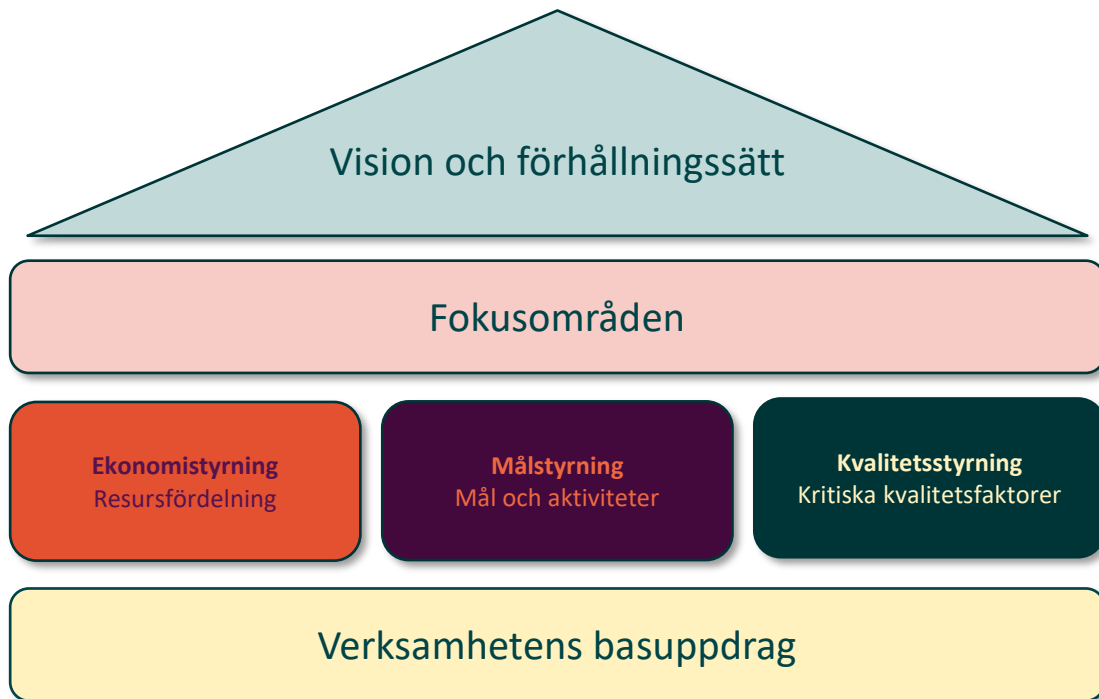 Vision och förhållningssätt
Fokusområden
Ekonomistyrning
Resursfördelning
Målstyrning
Mål och aktiviteter
Kvalitetsstyrning
Kritiska kvalitetsfaktorer
Verksamhetens basuppdrag